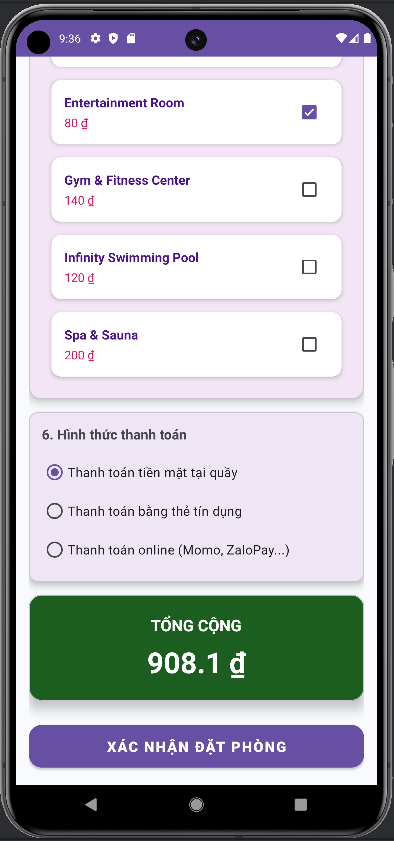 9:36
Entertainment Room
80 ₫
Gym & Fitness Center
140 ₫
Infinity Swimming Pool
120 ₫
Spa & Sauna
200 ₫
6. Hình thức thanh toán
Thanh toán tiền mặt tại quầy
Thanh toán bằng thẻ tín dụng
Thanh toán online (Momo, ZaloPay...)
TỔNG CỘNG
908.1 ₫
XÁC NHẬN ĐẶT PHÒNG